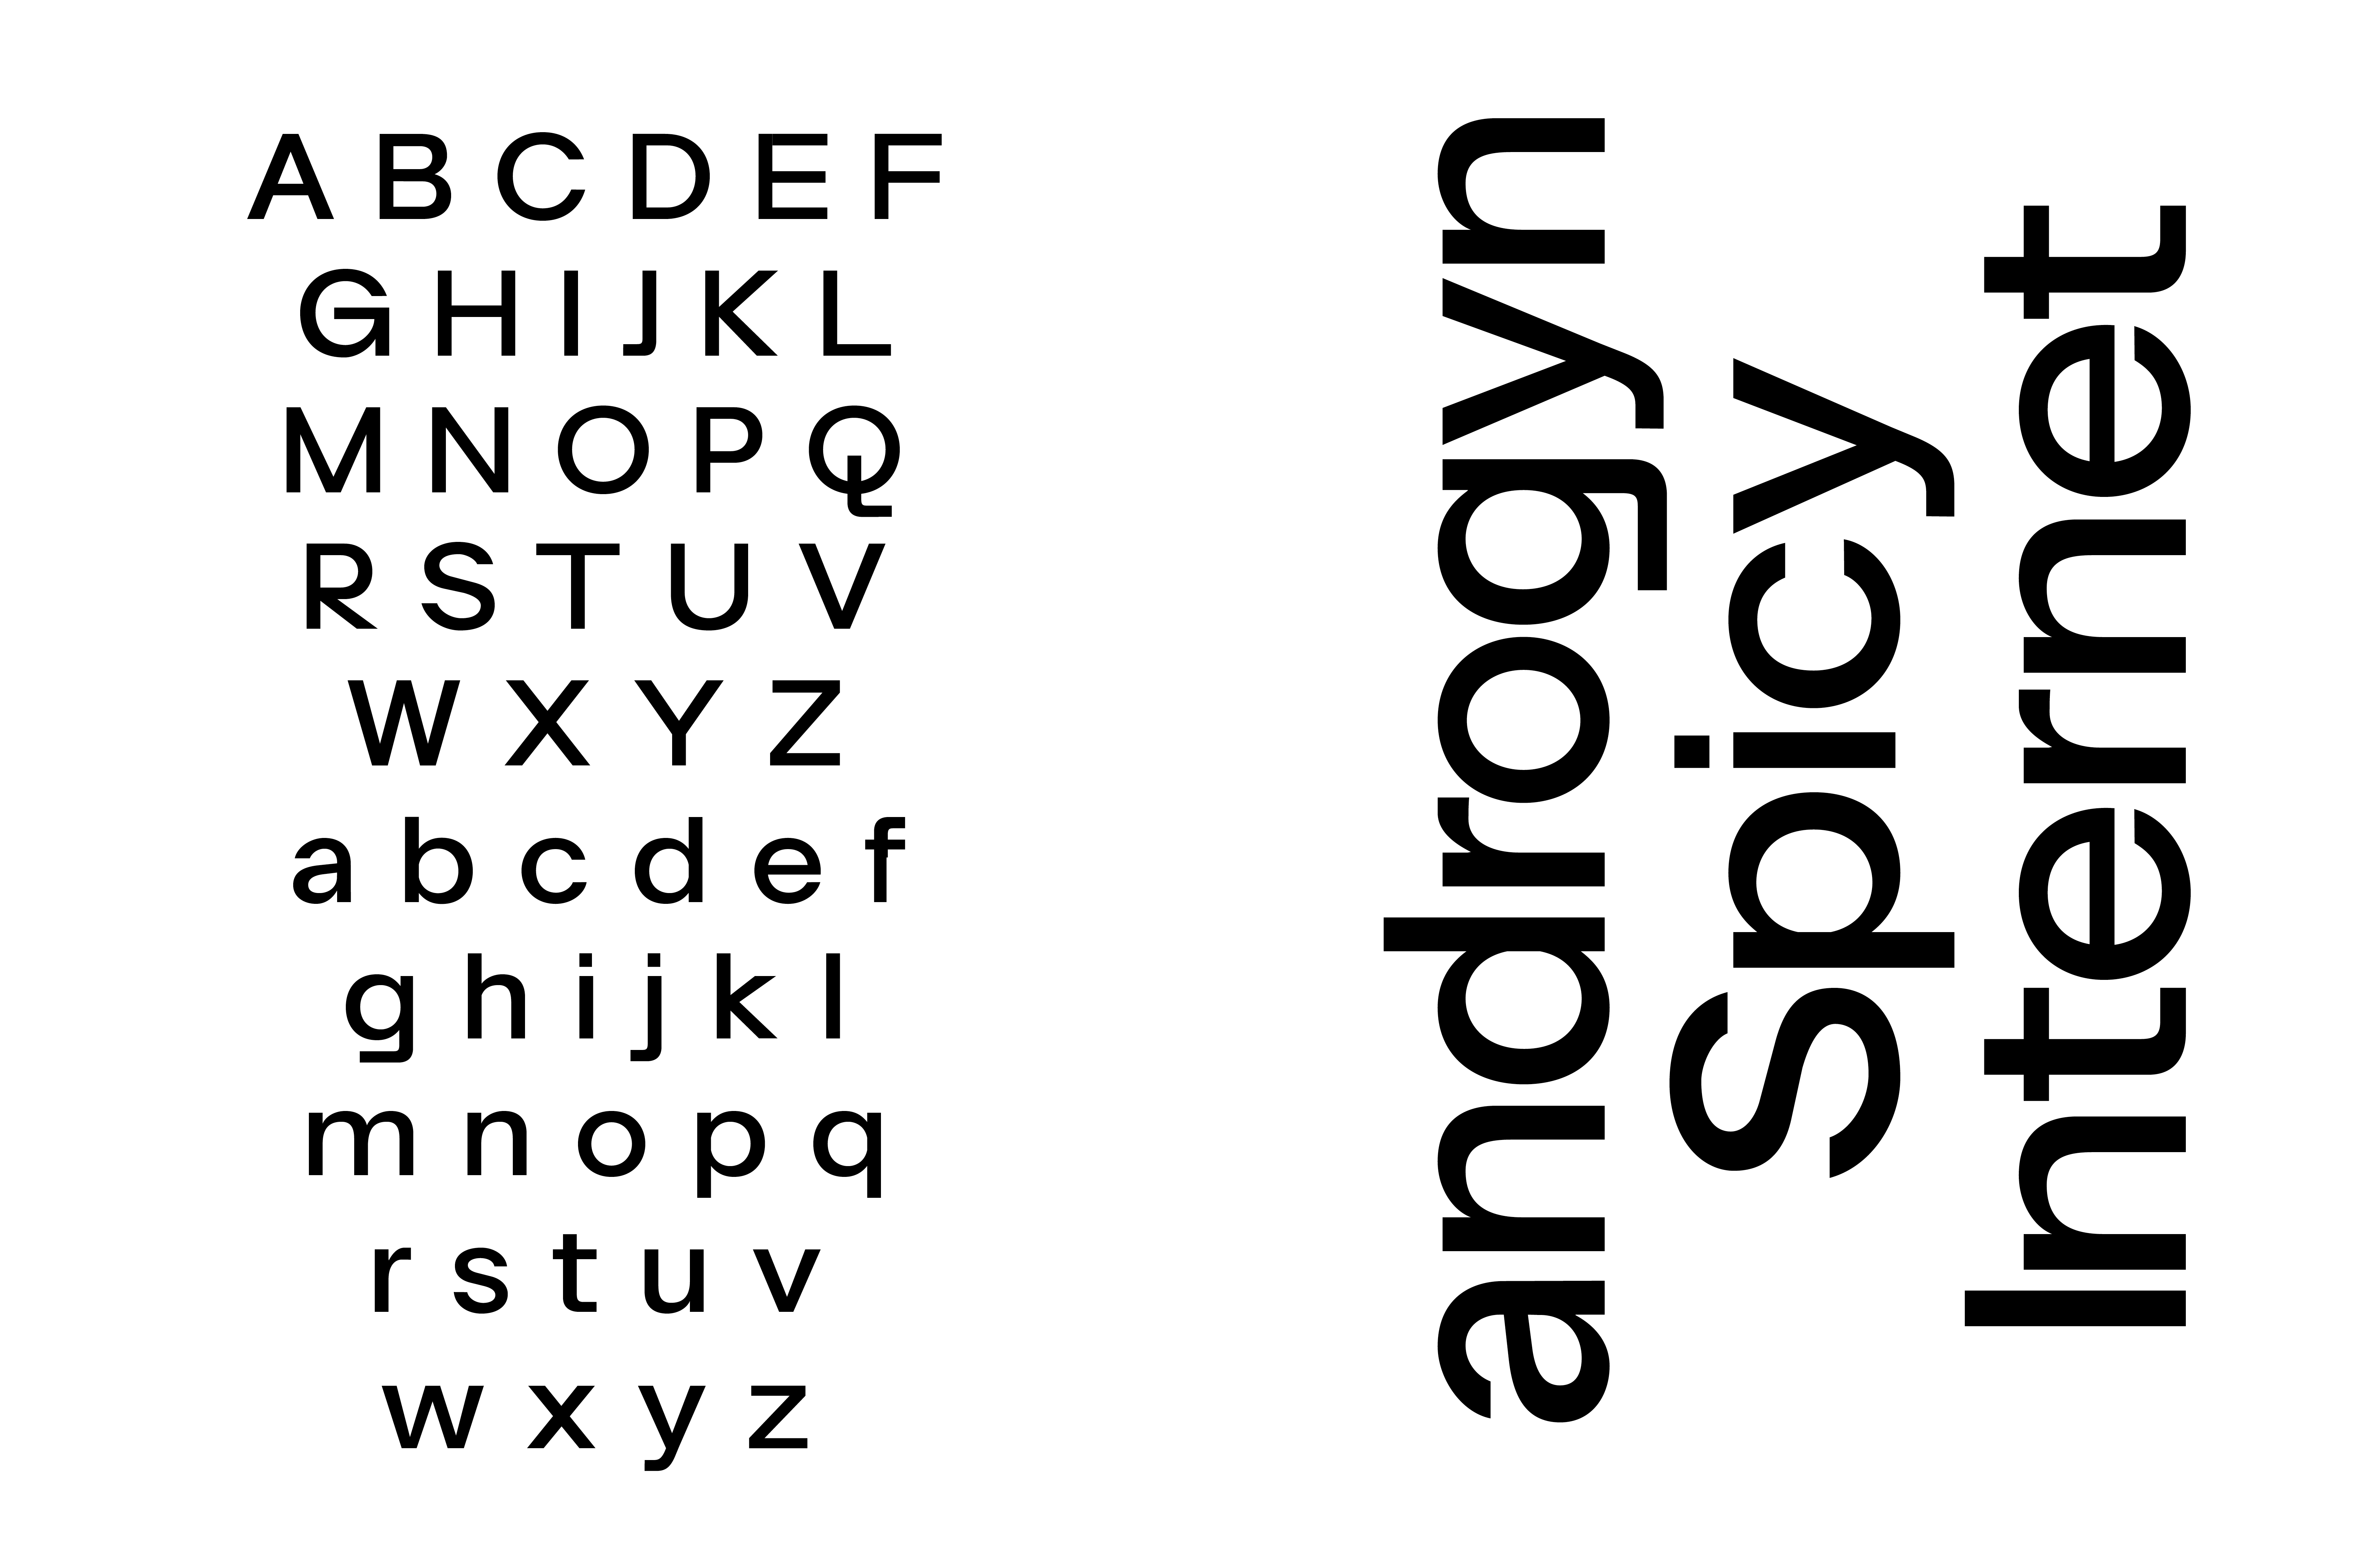 A B C D E F
G H I J K L
M N O P Q
R S T U V
W X Y Z
a b c d e f
g h i j k l
m n o p q
r s t u v
w x y z
androgyn
Spicy
Internet